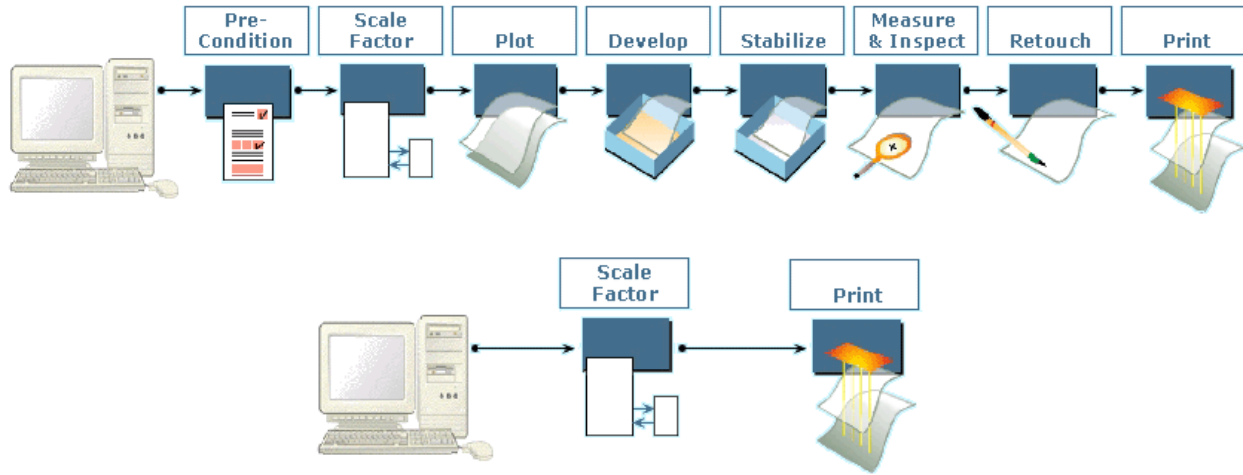 Pre-
Condition
Scale
Factor
Plot
Develop
Stabilize
Measure
& Inspect
Retouch
Print
Scale
Factor
Print